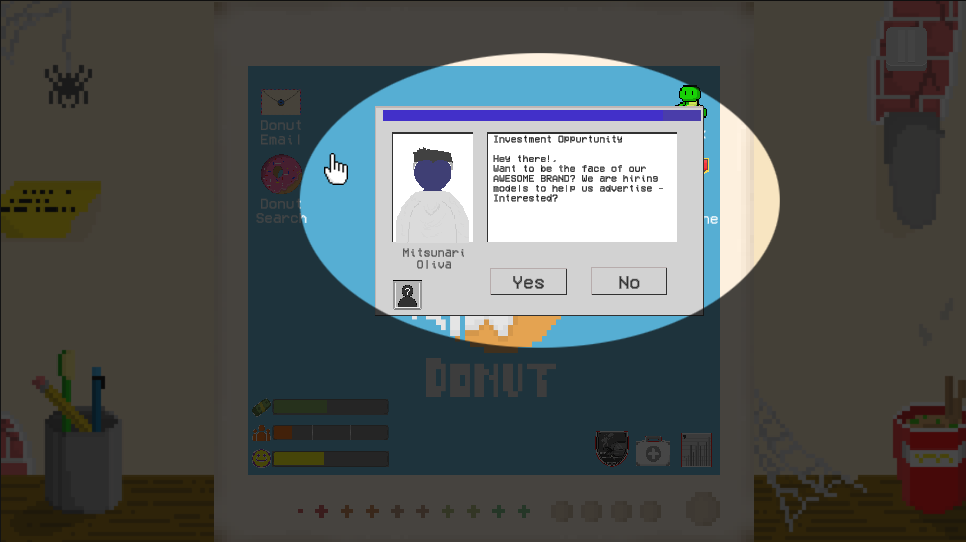 Donut
Email
Donut
Search
Investment Oppurtunity
Hey there!,
Want to be the face of our
AWESOME BRAND? We are hiring
models to help us advertise -
Interested?
Mitsunari
Oliva
Yes
No
DONUT